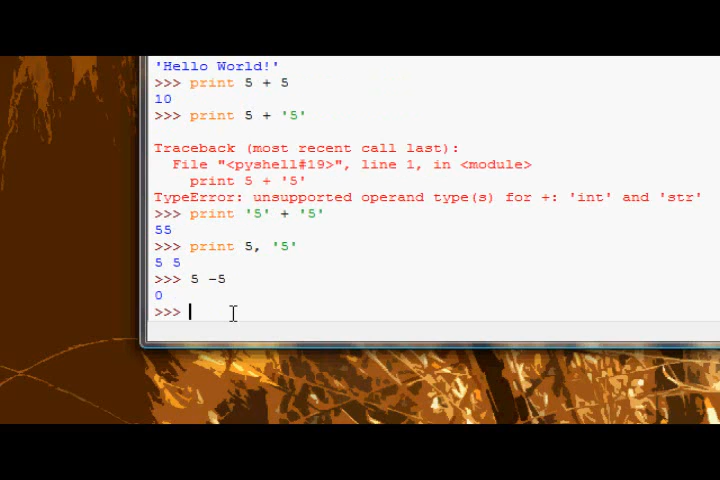 'Hello World!'
>>> print 5 + 5
10
>>> print 5 + '5'
Traceback (most recent call last):
  File "<pyshell#19>", line 1, in <module>
    print 5 + '5'
TypeError: unsupported operand type(s) for +: 'int' and 'str'
>>> print '5' + '5'
55
>>> print 5, '5'
5 5
>>> 5 -5
0
>>>